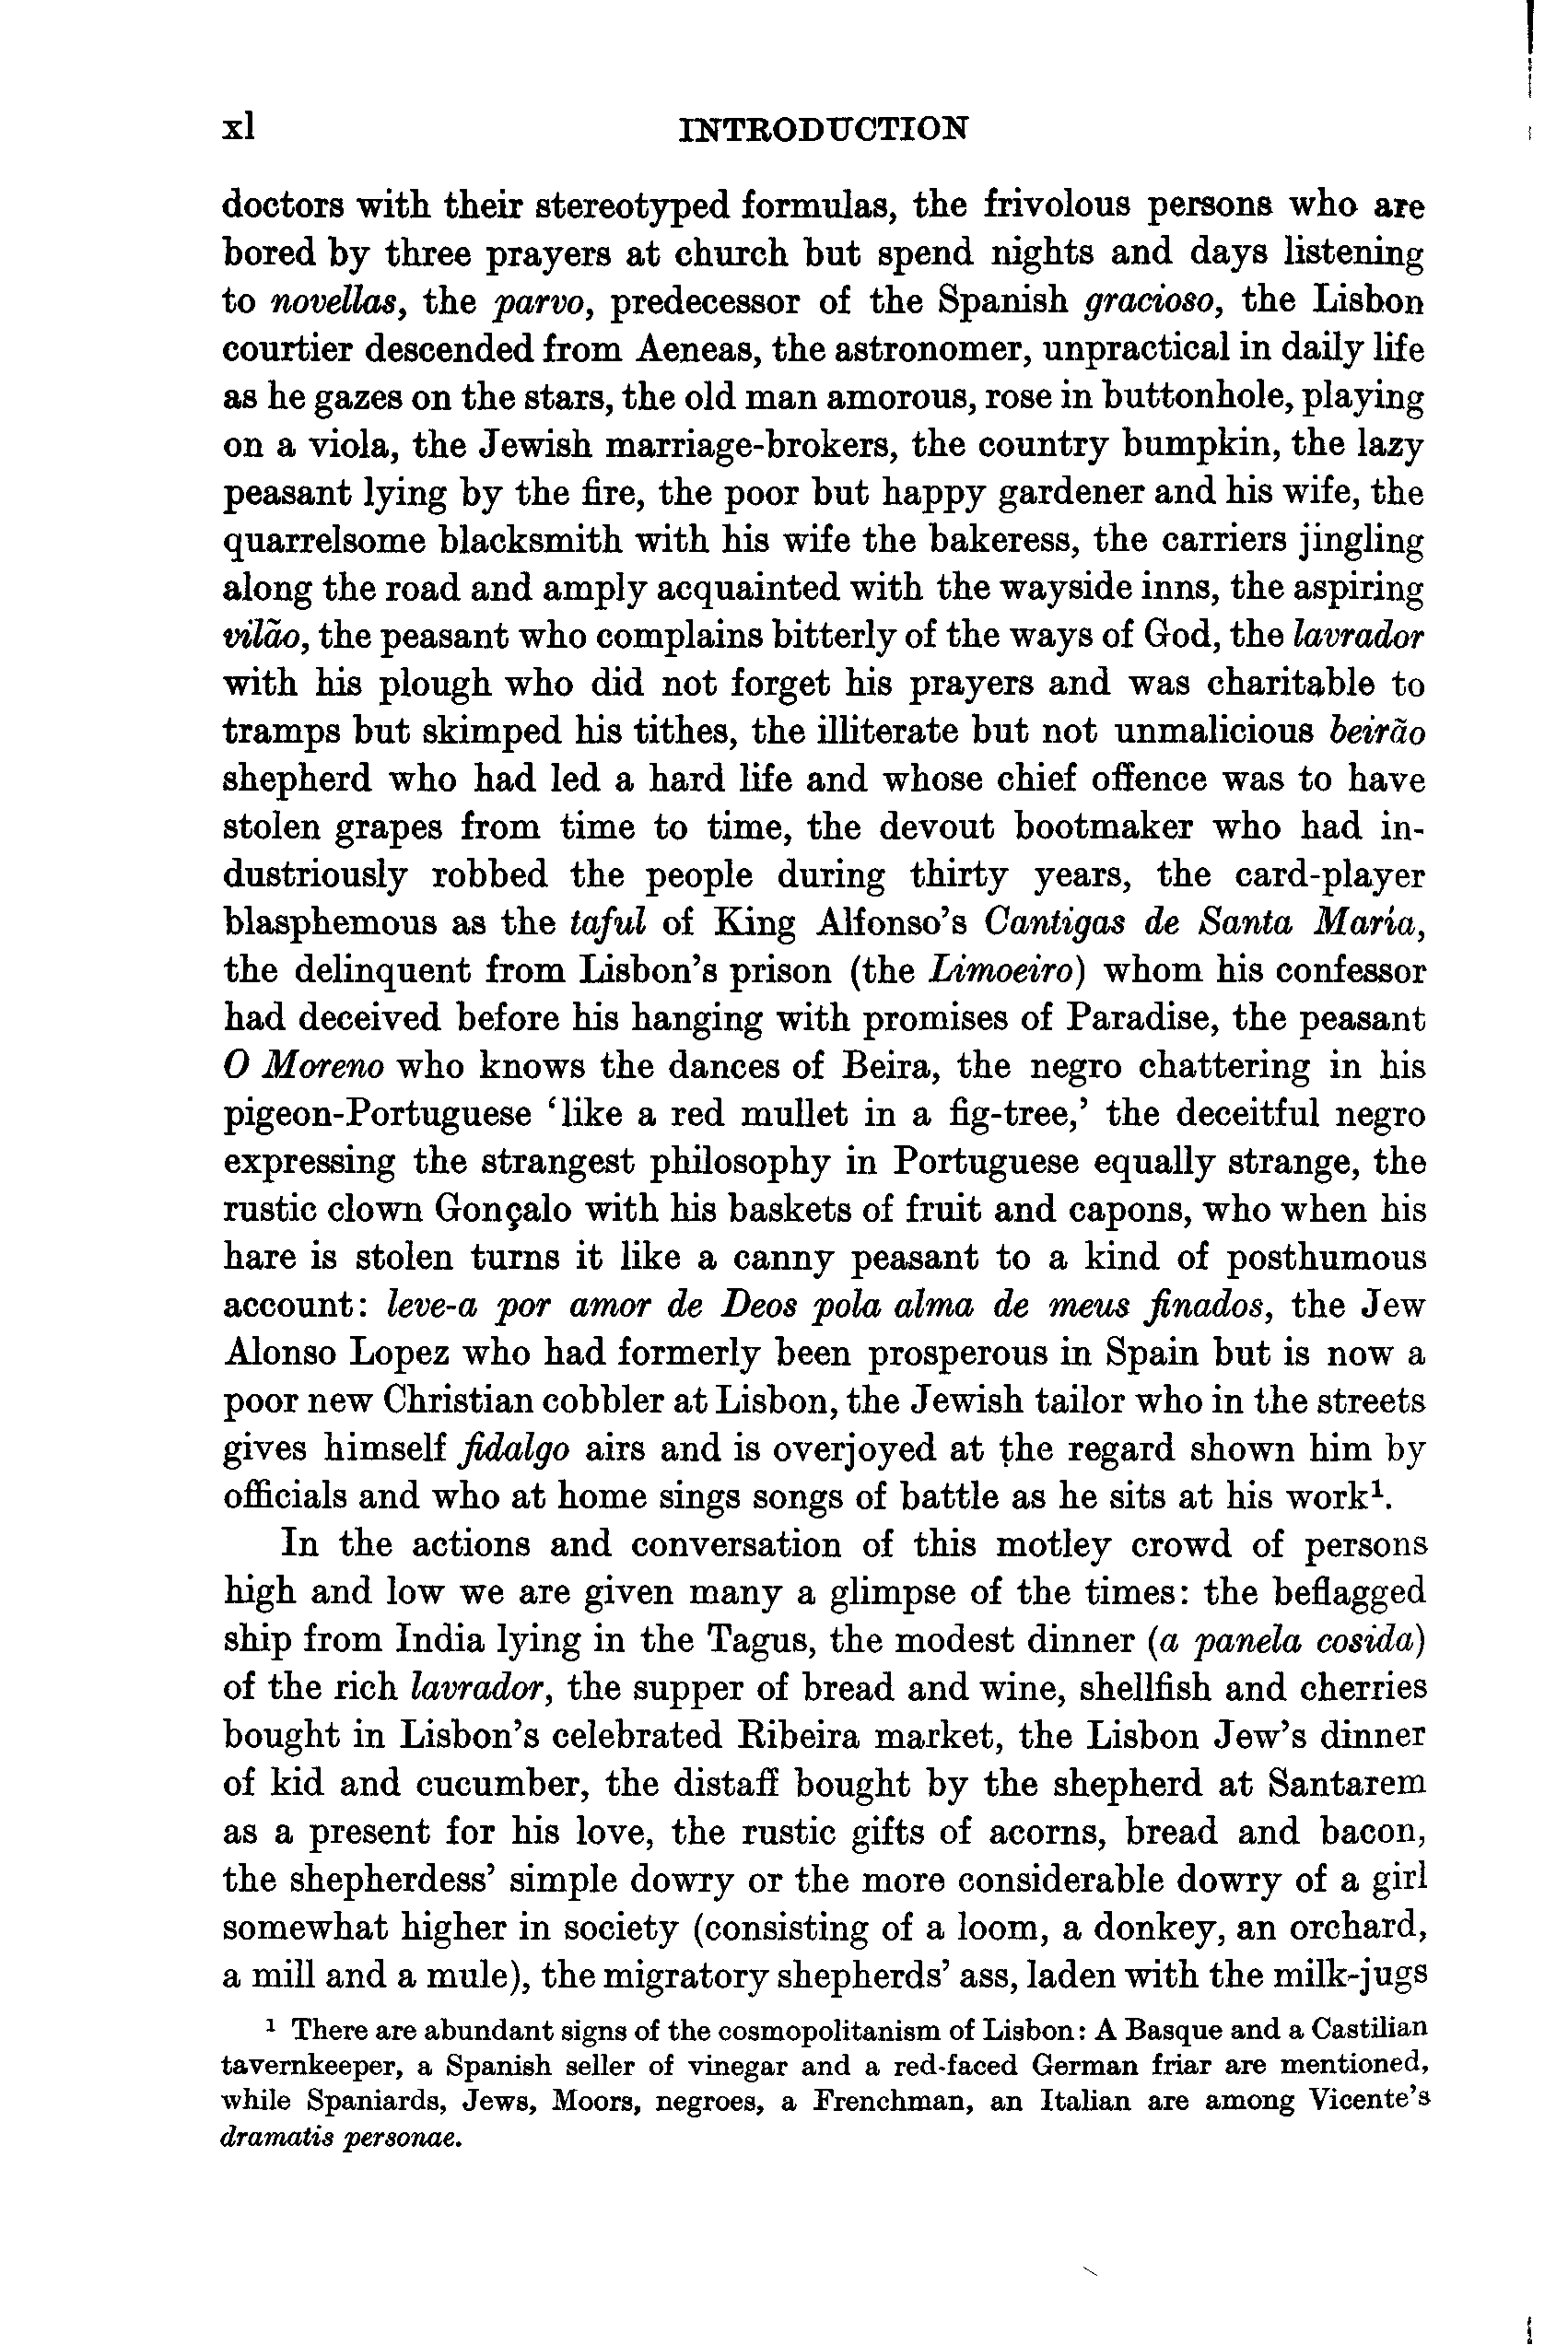 xl INTRODUCTION
doctors with their stereotyped formulas, the frivolous persons who are
bored by three prayers at church but spend nights and days listening
to novellas, the parvo, predecessor of the Spanish gracioso, the Lisbon
courtier descended from Aeneas, the astronomer, unpractical in daily life
as he gazes on the stars, the old man amorous, rose in buttonhole, playing
on a viola, the Jewish marriage-brokers, the country bumpkin, the lazy
peasant lying by the fire, the poor but happy gardener and his wife, the
quarrelsome blacksmith with his wife the bakeress, the carriers jingling
along the road and amply acquainted with the wayside inns, the aspiring
vilão, the peasant who complains bitterly of the ways of God, the lavrador
with his plough who did not forget his prayers and was charitable to
tramps but skimped his tithes, the illiterate but not unmalicious beirão
shepherd who had led a hard life and whose chief offence was to have
stolen grapes from time to time, the devout bootmaker who had in-
dustriously robbed the people during thirty years, the card-player
blasphemous as the taful of King Alfonso's Cantigas de Santa Maria,
the delinquent from Lisbon's prison (the Limoeiro) whom his confessor
had deceived before his hanging with promises of Paradise, the peasant
O Moreno who knows the dances of Beira, the negro chattering in his
pigeon-Portuguese 'like a red mullet in a fig-tree,' the deceitful negro
expressing the strangest philosophy in Portuguese equally strange, the
rustic clown Gonçalo with his baskets of fruit and capons, who when his
hare is stolen turns it like a canny peasant to a kind of posthumous
account: leve-a por amor de Deos pola alma de meus finados, the Jew
Alonso Lopez who had formerly been prosperous in Spain but is now a
poor new Christian cobbler at Lisbon, the Jewish tailor who in the streets
gives himself fidalgo airs and is overjoyed at the regard shown him by
officials and who at home sings songs of battle as he sits at his work¹.
In the actions and conversation of this motley crowd of persons
high and low we are given many a glimpse of the times: the beflagged
ship from India lying in the Tagus, the modest dinner (a panela cosida)
of the rich lavrador, the supper of bread and wine, shellfish and cherries
bought in Lisbon's celebrated Ribeira market, the Lisbon Jew's dinner
of kid and cucumber, the distaff bought by the shepherd at Santarem
as a present for his love, the rustic gifts of acorns, bread and bacon,
the shepherdess' simple dowry or the more considerable dowry of a girl
somewhat higher in society (consisting of a loom, a donkey, an orchard,
a mill and a mule), the migratory shepherds' ass, laden with the milk-jugs
¹ There are abundant signs of the cosmopolitanism of Lisbon: A Basque and a Castilian
tavernkeeper, a Spanish seller of vinegar and a red-faced German friar are mentioned,
while Spaniards, Jews, Moors, negroes, a Frenchman, an Italian are among Vicente's
dramatis personae.